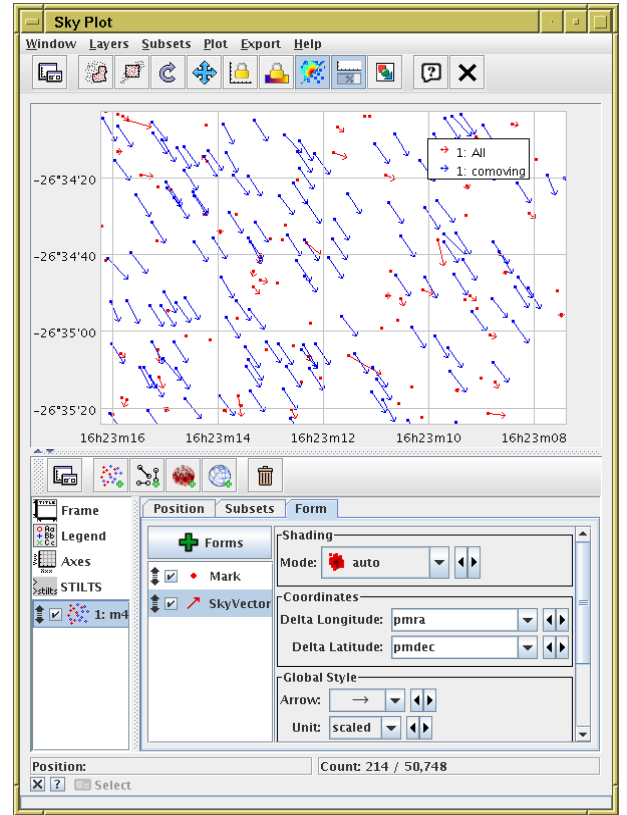 Sky Plot
Window Layers Subsets Plot Export Help
1: All
1: comoving
-26°34'20
-26°34'40
-26°35'00
-26°35'20
16h23m16 16h23m14 16h23m12 16h23m10 16h23m08
Position Subsets Form
Frame
Legend
Axes
STILTS
1: m4
Forms
Mark
SkyVector
Shading
Mode: auto
Coordinates
Delta Longitude: pmra
Delta Latitude: pmdec
Global Style
Arrow:
Unit: scaled
Position: Count: 214 / 50,748
Select